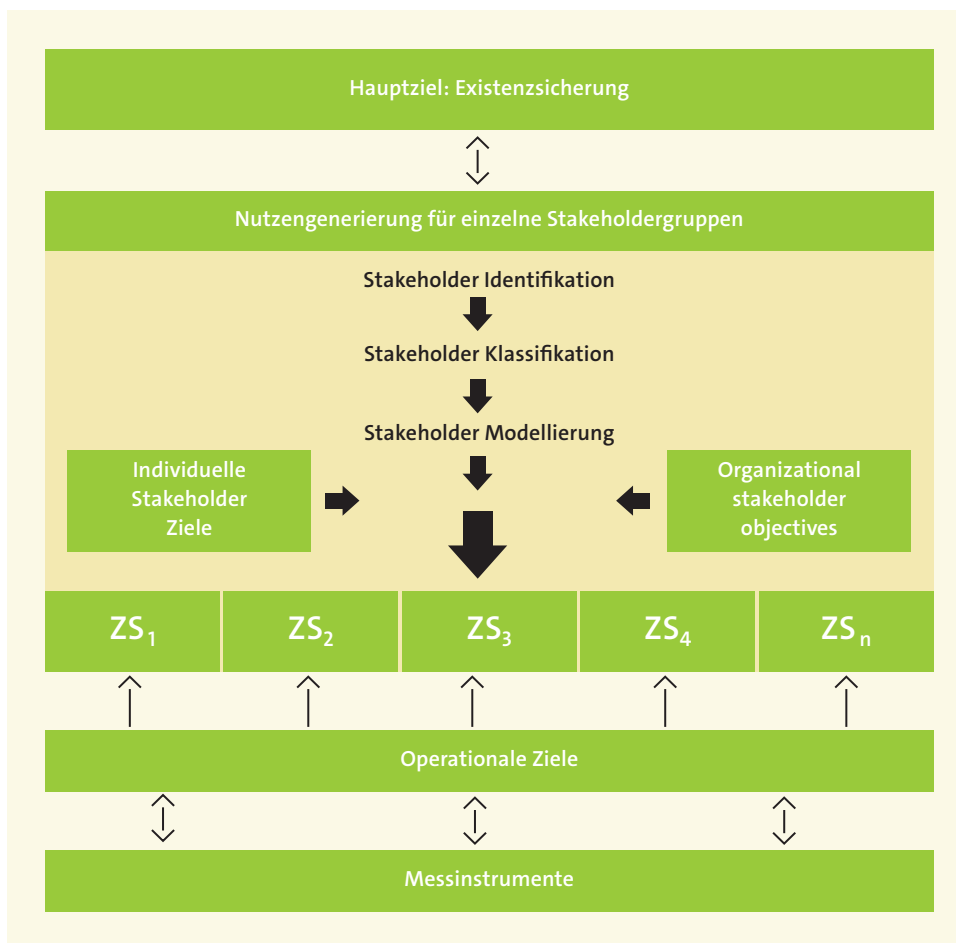 Hauptziel: Existenzsicherung
Nutzengenerierung für einzelne Stakeholdergruppen
Stakeholder Identifikation
Stakeholder Klassifikation
Stakeholder Modellierung
Individuelle
Stakeholder
Ziele
Organizational
stakeholder
objectives
ZS₁ ZS₂ ZS₃ ZS₄ ZSₙ
Operationale Ziele
Messinstrumente